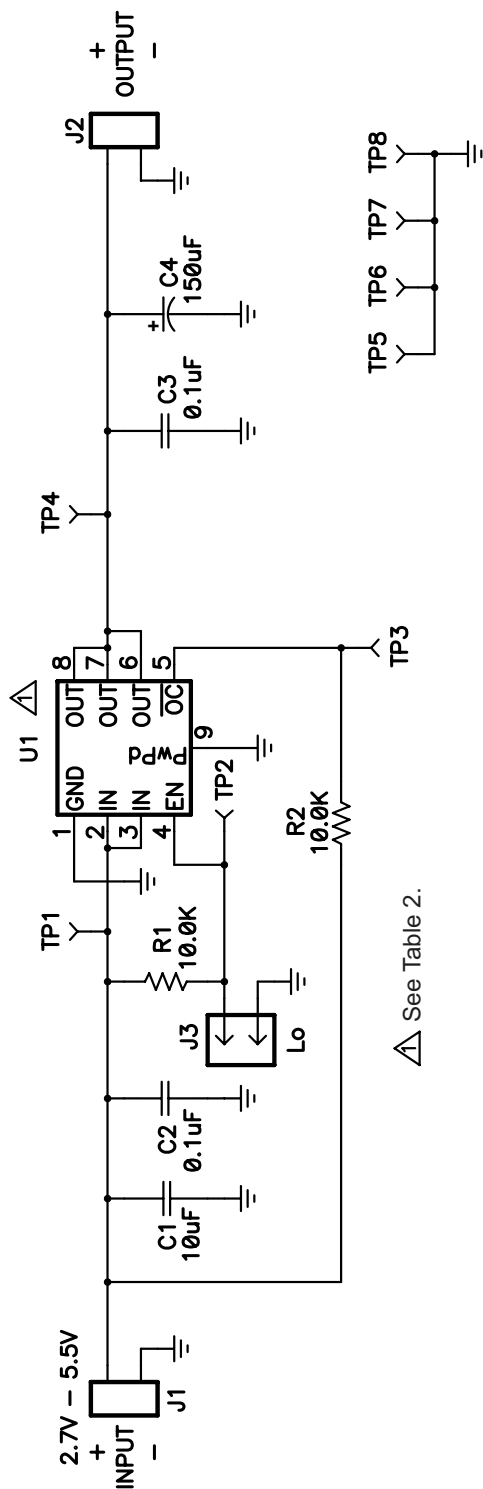 2.7V – 5.5V
+
INPUT
–
J1
C1
10uF
C2
0.1uF
J3
Lo
R1
10.0K
TP1
TP2
U1
1
1
GND
2
IN
3
IN
4
EN
8
OUT
7
OUT
6
OUT
5
OC
PwPd
9
R2
10.0K
TP3
TP4
C3
0.1uF
+
C4
150uF
J2
+
OUTPUT
–
TP5
TP6
TP7
TP8
1 See Table 2.